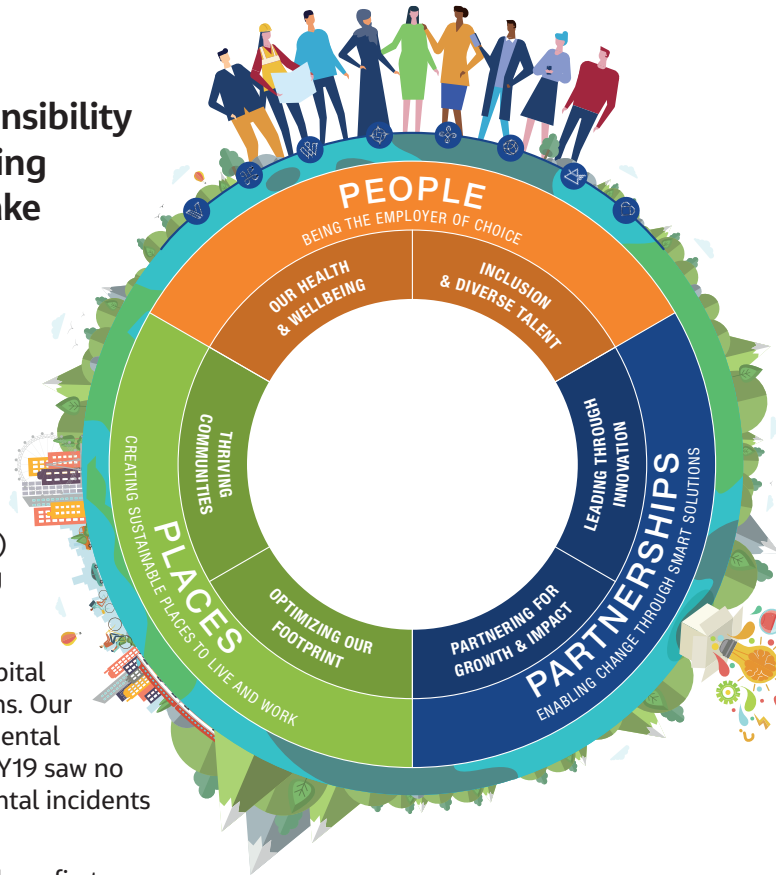 nsibility
ing
ake
)
pital
ns. Our
ental
Y19 saw no
ntal incidents
PEOPLE
BEING THE EMPLOYER OF CHOICE
OUR HEALTH
& WELLBEING
INCLUSION
& DIVERSE TALENT
LEADING THROUGH
INNOVATION
PARTNERING FOR
GROWTH & IMPACT
PARTNERSHIPS
ENABLING CHANGE THROUGH SMART SOLUTIONS
THRIVING
COMMUNITIES
OPTIMIZING OUR
FOOTPRINT
PLACES
CREATING SUSTAINABLE PLACES TO LIVE AND WORK